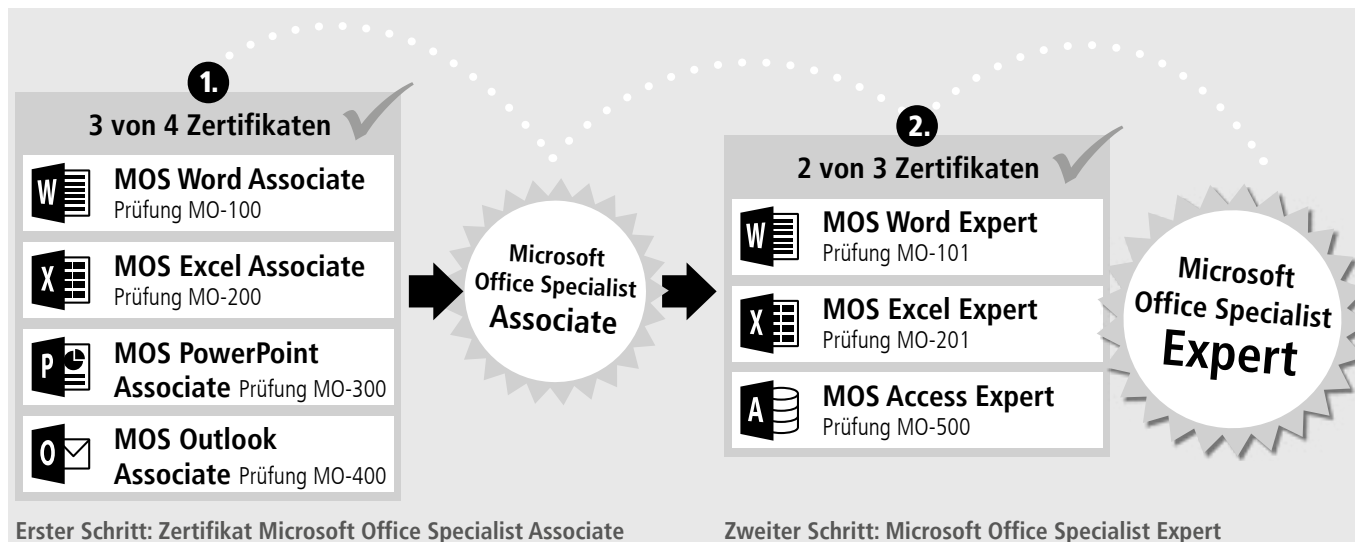 1.
3 von 4 Zertifikaten
W
MOS Word Associate
Prüfung MO-100
X
MOS Excel Associate
Prüfung MO-200
P
MOS PowerPoint
Associate Prüfung MO-300
O
MOS Outlook
Associate Prüfung MO-400
Microsoft
Office Specialist
Associate
2.
2 von 3 Zertifikaten
W
MOS Word Expert
Prüfung MO-101
X
MOS Excel Expert
Prüfung MO-201
A
MOS Access Expert
Prüfung MO-500
Microsoft
Office Specialist
Expert
Erster Schritt: Zertifikat Microsoft Office Specialist Associate
Zweiter Schritt: Microsoft Office Specialist Expert